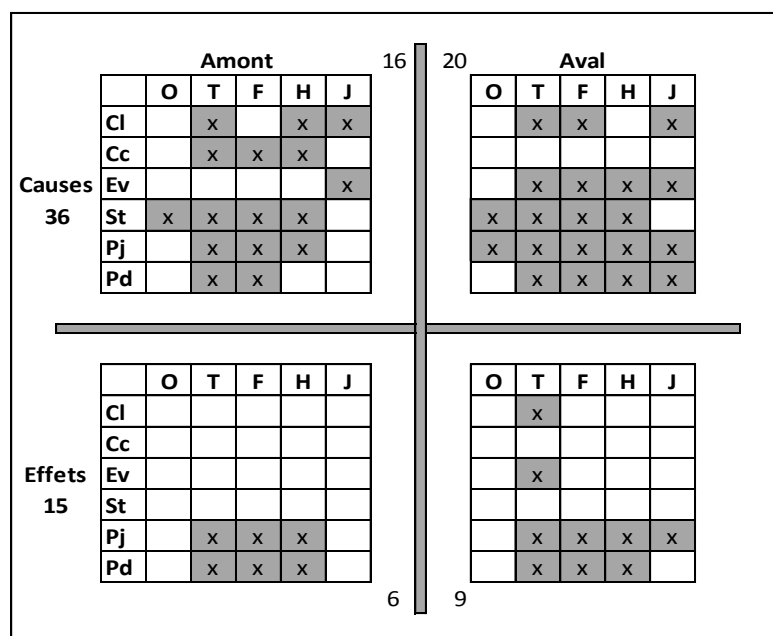 Amont 16 20 Aval
O T F H J O T F H J
Cl x x x x x x
Cc x x x
Causes Ev x x x x x
36 St x x x x x x x x
Pj x x x x x x x x
Pd x x x x x x
O T F H J O T F H J
Cl x
Cc
Effets Ev x
15 St
Pj x x x x x x x
Pd x x x x x x
6 9